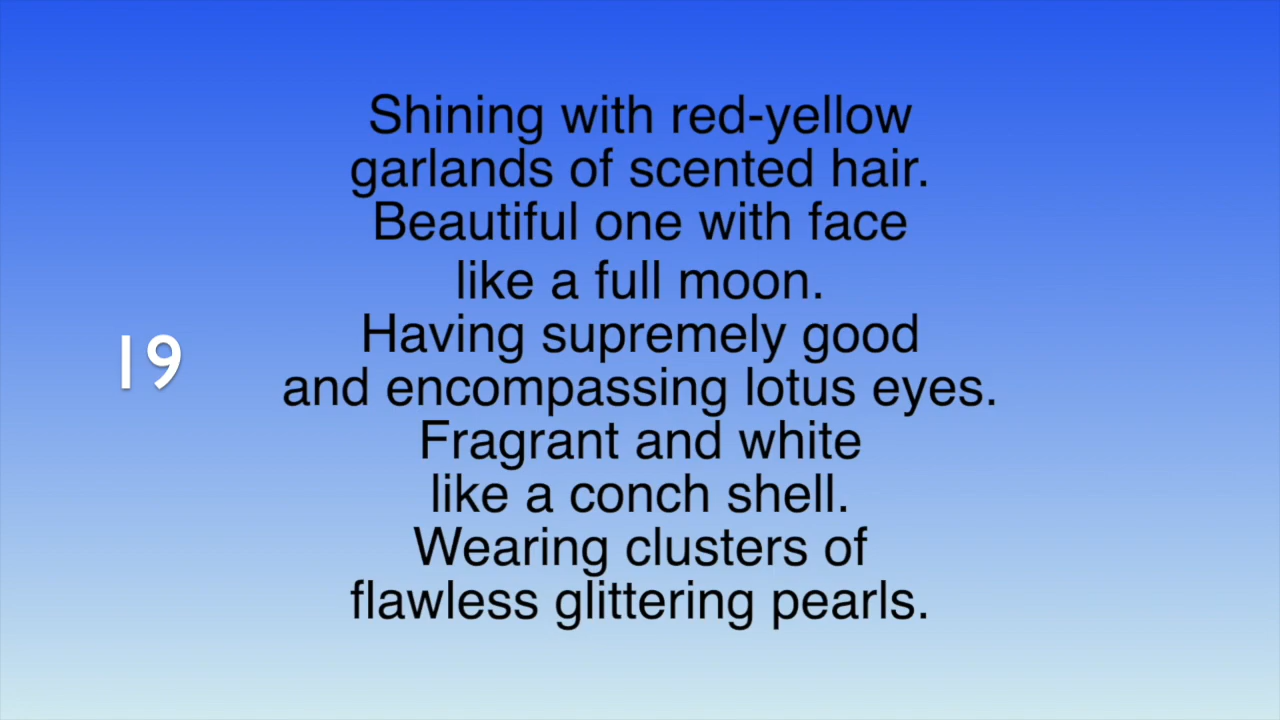 Shining with red-yellow
garlands of scented hair.
Beautiful one with face
like a full moon.
Having supremely good
and encompassing lotus eyes.
Fragrant and white
like a conch shell.
Wearing clusters of
flawless glittering pearls.
19